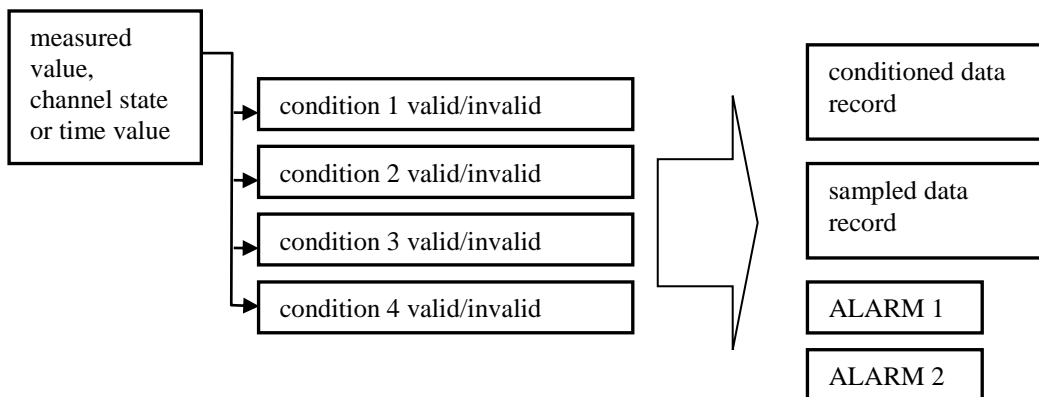 measured
value,
channel state
or time value
condition 1 valid/invalid
condition 2 valid/invalid
condition 3 valid/invalid
condition 4 valid/invalid
conditioned data
record
sampled data
record
ALARM 1
ALARM 2